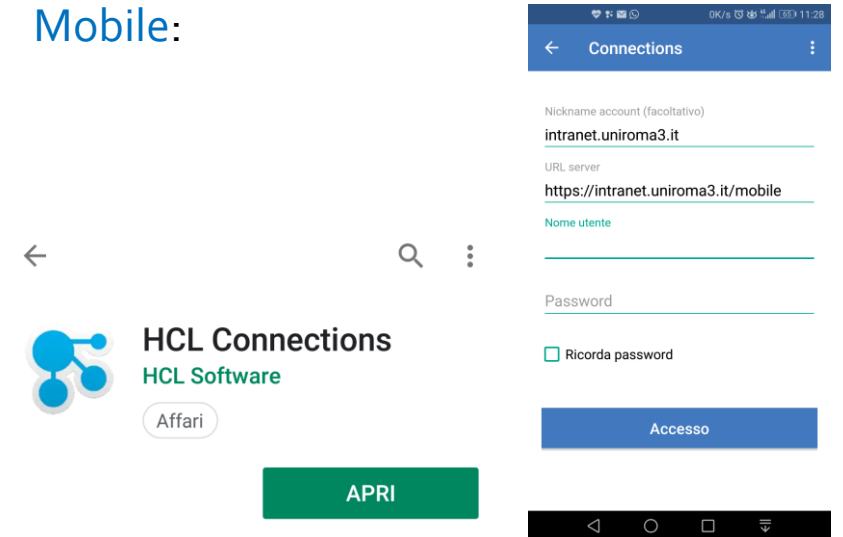 Mobile:
HCL Connections
HCL Software
Affari
APRI
0K/s 11:28
Connections
Nickname account (facoltativo)
intranet.uniroma3.it
URL server
https://intranet.uniroma3.it/mobile
Nome utente
Password
Ricorda password
Accesso